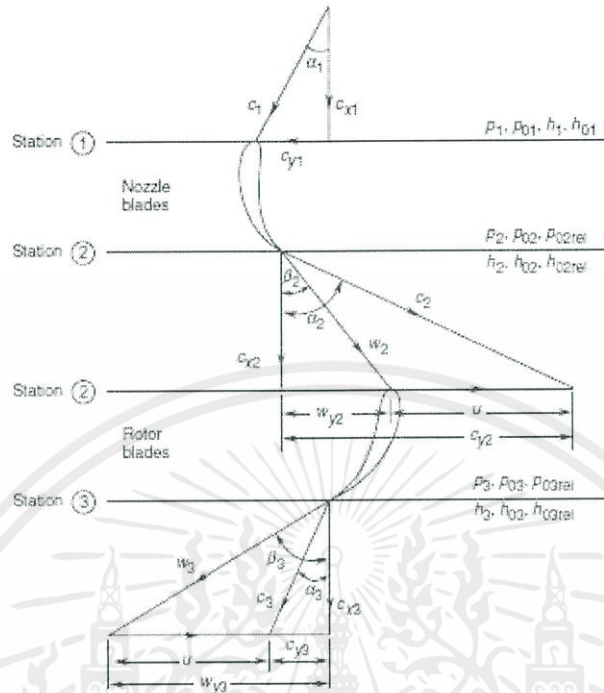 α1
c1
cx1
Station 1
p1, p01, h1, h01
cy1
Nozzle
blades
p2, p02, p02rel
Station 2
h2, h02, h02rel
β2
α2
c2
w2
cx2
Station 2
wy2
u
cy2
Rotor
blades
p3, p03, p03rel
Station 3
h3, h03, h03rel
w3
β3
α3
c3
cx3
u
cy3
wy3